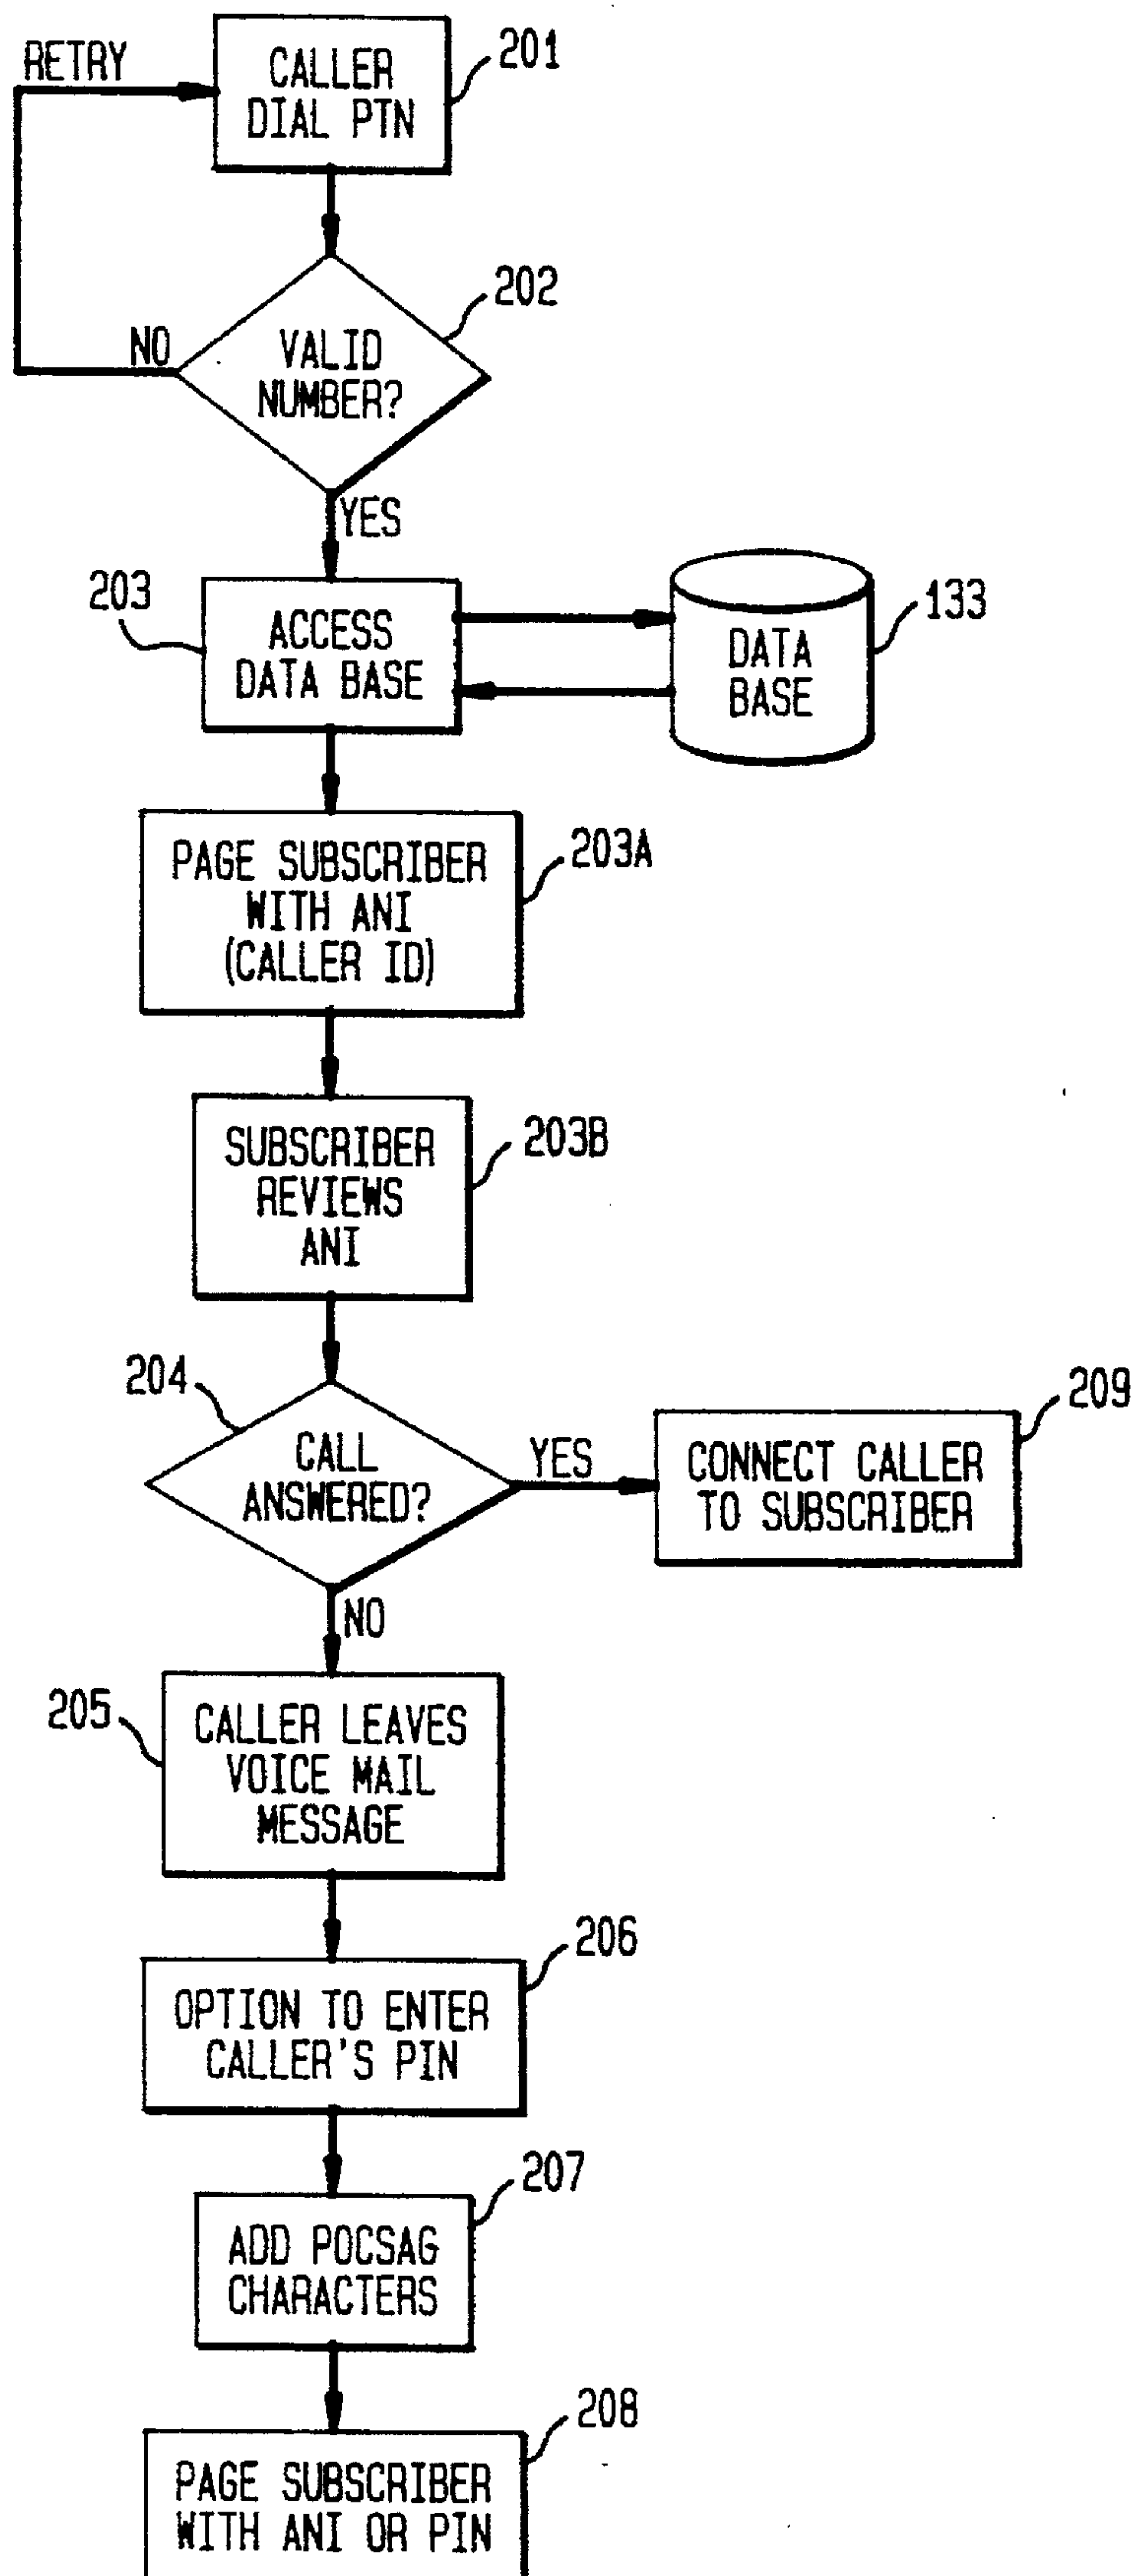 RETRY
CALLER
DIAL PTN
201
202
VALID
NUMBER?
NO
YES
203
ACCESS
DATA BASE
DATA
BASE
133
PAGE SUBSCRIBER
WITH ANI
(CALLER ID)
203A
SUBSCRIBER
REVIEWS
ANI
203B
204
CALL
ANSWERED?
YES
CONNECT CALLER
TO SUBSCRIBER
209
NO
205
CALLER LEAVES
VOICE MAIL
MESSAGE
206
OPTION TO ENTER
CALLER'S PIN
207
ADD POCSAG
CHARACTERS
208
PAGE SUBSCRIBER
WITH ANI OR PIN